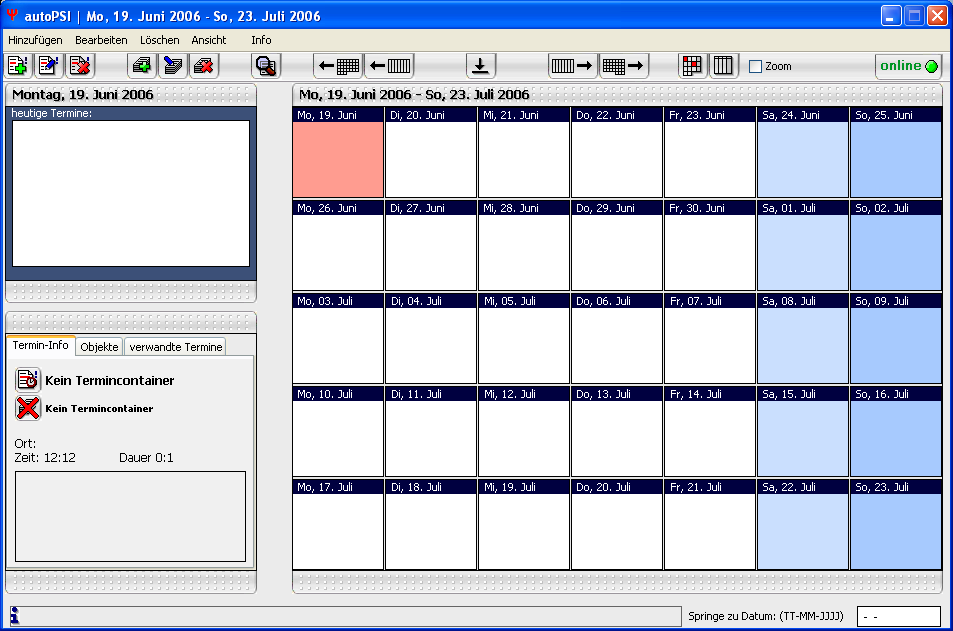 autoPSI | Mo, 19. Juni 2006 - So, 23. Juli 2006
Hinzufügen Bearbeiten Löschen Ansicht Info
Zoom
online
Montag, 19. Juni 2006
heutige Termine:
Termin-Info Objekte verwandte Termine
Kein Termincontainer
Kein Termincontainer
Ort:
Zeit: 12:12 Dauer 0:1
Mo, 19. Juni 2006 - So, 23. Juli 2006
Mo, 19. Juni Di, 20. Juni Mi, 21. Juni Do, 22. Juni Fr, 23. Juni Sa, 24. Juni So, 25. Juni
Mo, 26. Juni Di, 27. Juni Mi, 28. Juni Do, 29. Juni Fr, 30. Juni Sa, 01. Juli So, 02. Juli
Mo, 03. Juli Di, 04. Juli Mi, 05. Juli Do, 06. Juli Fr, 07. Juli Sa, 08. Juli So, 09. Juli
Mo, 10. Juli Di, 11. Juli Mi, 12. Juli Do, 13. Juli Fr, 14. Juli Sa, 15. Juli So, 16. Juli
Mo, 17. Juli Di, 18. Juli Mi, 19. Juli Do, 20. Juli Fr, 21. Juli Sa, 22. Juli So, 23. Juli
Springe zu Datum: (TT-MM-JJJJ) - -